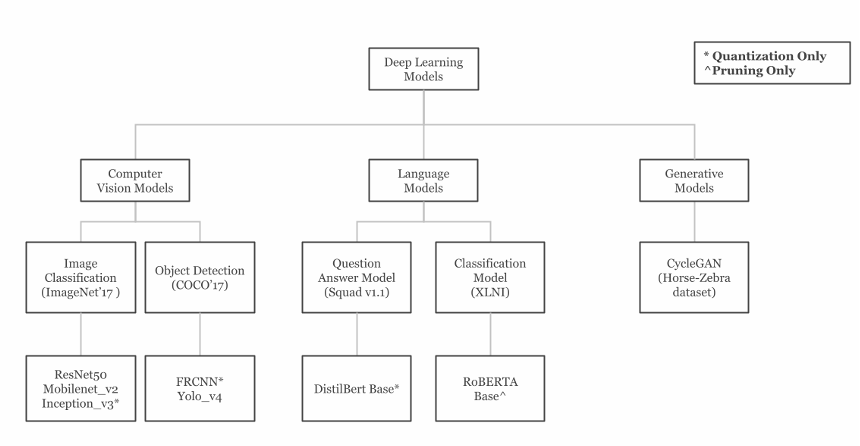 Deep Learning
Models
* Quantization Only
^Pruning Only
Computer
Vision Models
Language
Models
Generative
Models
Image
Classification
(ImageNet'17 )
Object Detection
(COCO'17)
Question
Answer Model
(Squad v1.1)
Classification
Model
(XLNI)
CycleGAN
(Horse-Zebra
dataset)
ResNet50
Mobilenet_v2
Inception_v3*
FRCNN*
Yolo_v4
DistilBert Base*
RoBERTA
Base^